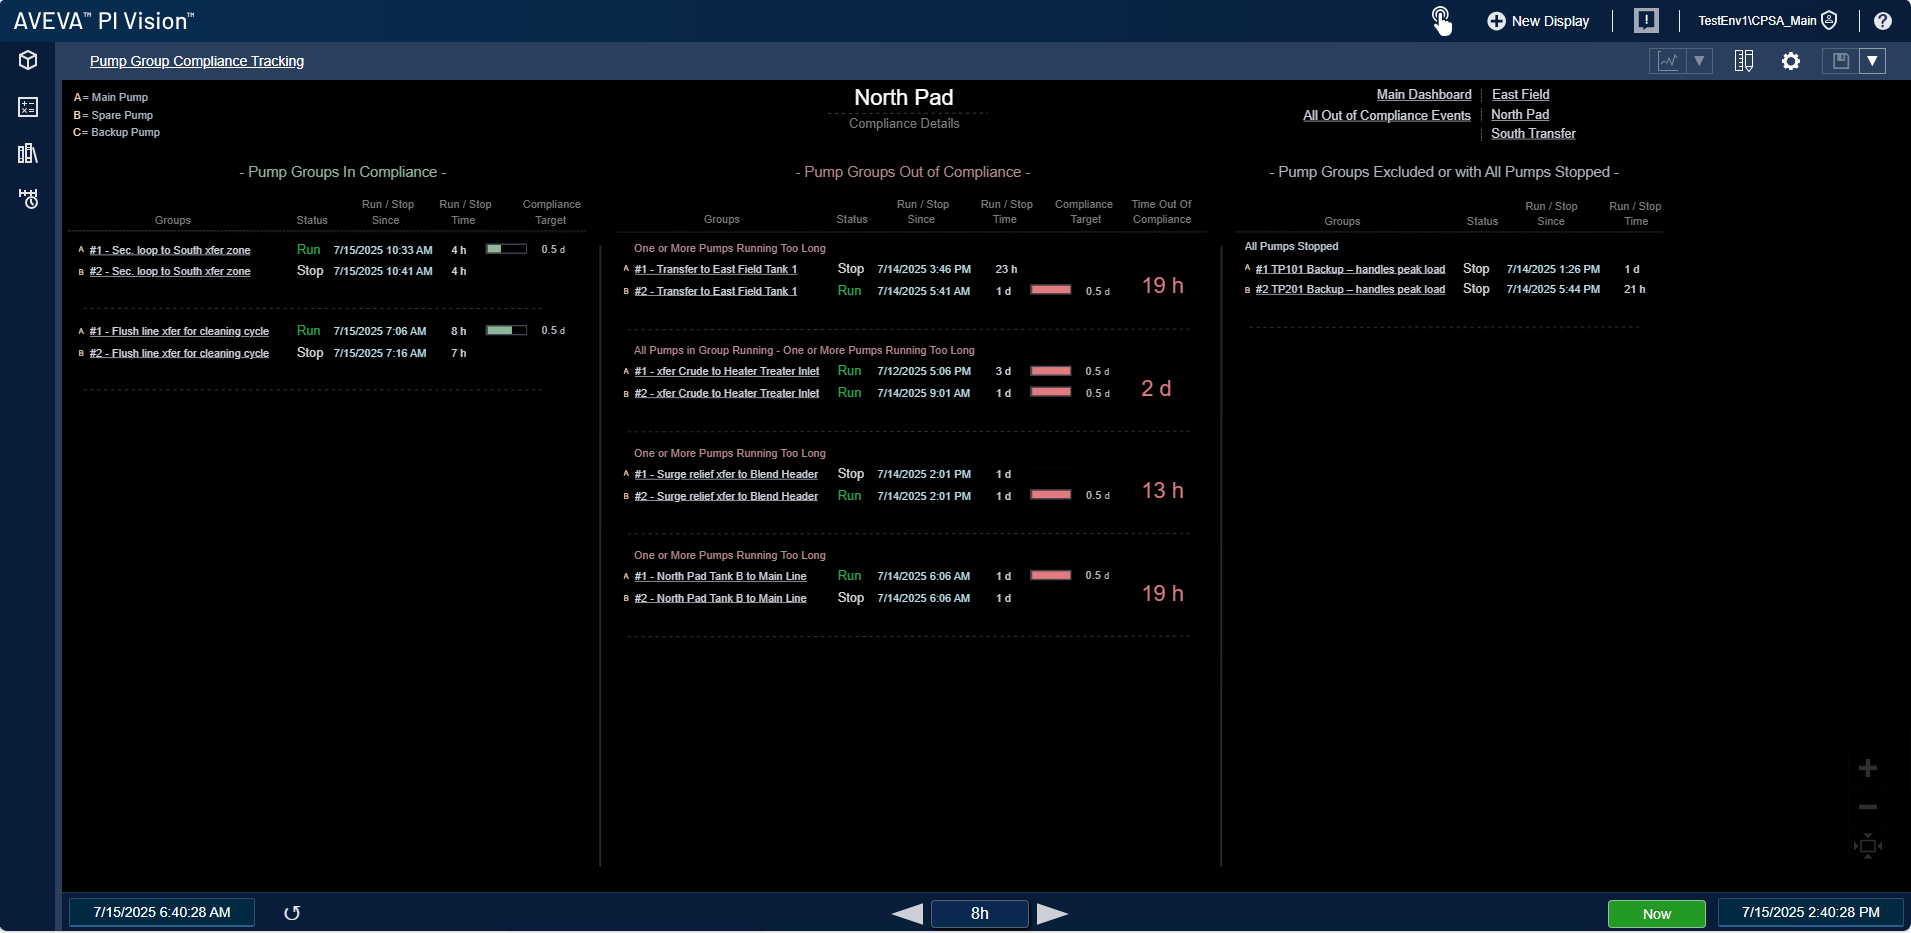 AVEVA™ PI Vision™
New Display
TestEnv1\CPSA_Main
Pump Group Compliance Tracking
A = Main Pump
B = Spare Pump
C = Backup Pump
North Pad
Compliance Details
Main Dashboard
All Out of Compliance Events
East Field
North Pad
South Transfer
- Pump Groups In Compliance -
Groups Status Run / Stop Since Run / Stop Time Compliance Target
A #1 - Sec. loop to South xfer zone Run 7/15/2025 10:33 AM 4 h 0.5 d
B #2 - Sec. loop to South xfer zone Stop 7/15/2025 10:41 AM 4 h
A #1 - Flush line xfer for cleaning cycle Run 7/15/2025 7:06 AM 8 h 0.5 d
B #2 - Flush line xfer for cleaning cycle Stop 7/15/2025 7:16 AM 7 h
- Pump Groups Out of Compliance -
Groups Status Run / Stop Since Run / Stop Time Compliance Target Time Out Of Compliance
One or More Pumps Running Too Long
A #1 - Transfer to East Field Tank 1 Stop 7/14/2025 3:46 PM 23 h
B #2 - Transfer to East Field Tank 1 Run 7/14/2025 5:41 AM 1 d 0.5 d
19 h
All Pumps in Group Running - One or More Pumps Running Too Long
A #1 - xfer Crude to Heater Treater Inlet Run 7/12/2025 5:06 PM 3 d 0.5 d
B #2 - xfer Crude to Heater Treater Inlet Run 7/14/2025 9:01 AM 1 d 0.5 d
2 d
One or More Pumps Running Too Long
A #1 - Surge relief xfer to Blend Header Stop 7/14/2025 2:01 PM 1 d
B #2 - Surge relief xfer to Blend Header Run 7/14/2025 2:01 PM 1 d 0.5 d
13 h
One or More Pumps Running Too Long
A #1 - North Pad Tank B to Main Line Run 7/14/2025 6:06 AM 1 d 0.5 d
B #2 - North Pad Tank B to Main Line Stop 7/14/2025 6:06 AM 1 d
19 h
- Pump Groups Excluded or with All Pumps Stopped -
Groups Status Run / Stop Since Run / Stop Time
All Pumps Stopped
A #1 TP101 Backup – handles peak load Stop 7/14/2025 1:26 PM 1 d
B #2 TP201 Backup – handles peak load Stop 7/14/2025 5:44 PM 21 h
7/15/2025 6:40:28 AM
8h
Now
7/15/2025 2:40:28 PM